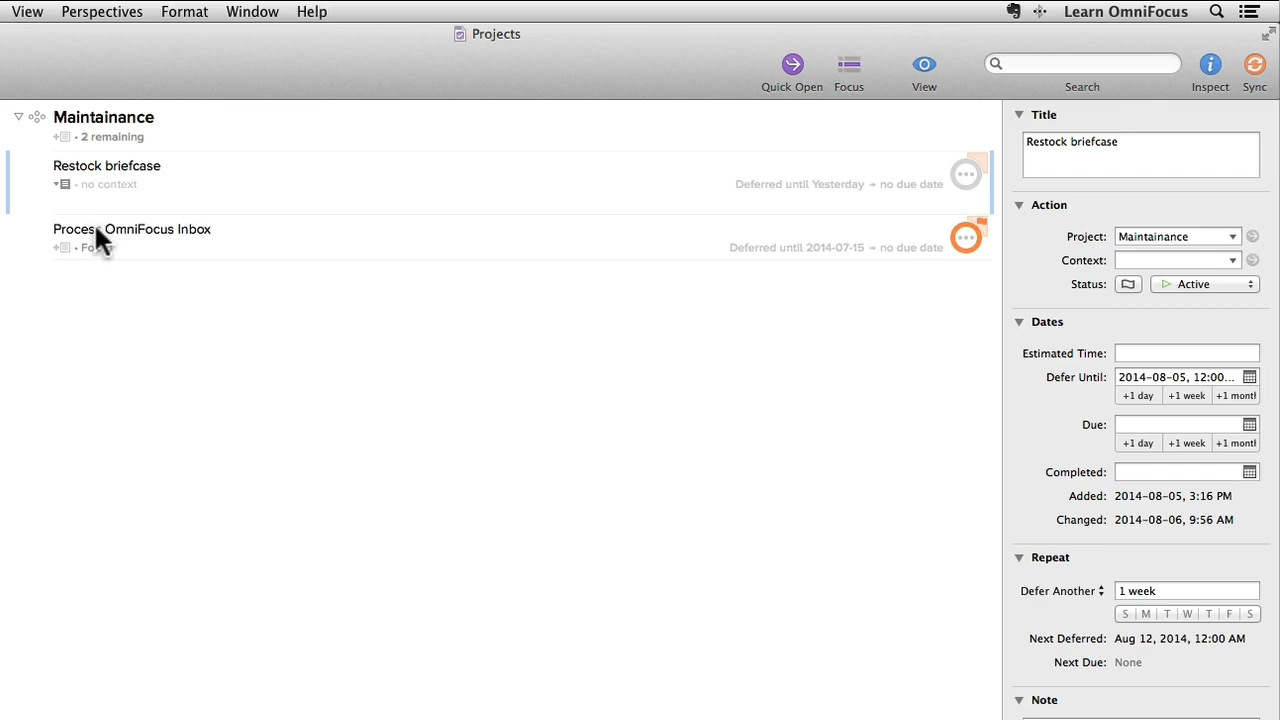 View Perspectives Format Window Help Learn OmniFocus
Projects
Quick Open Focus View Search Inspect Sync
Maintainance
• 2 remaining
Restock briefcase
• no context
Deferred until Yesterday → no due date
Process OmniFocus Inbox
Deferred until 2014-07-15 → no due date
Title
Restock briefcase
Action
Project: Maintainance
Context:
Status: Active
Dates
Estimated Time:
Defer Until: 2014-08-05, 12:00...
+1 day +1 week +1 month
Due:
+1 day +1 week +1 month
Completed:
Added: 2014-08-05, 3:16 PM
Changed: 2014-08-06, 9:56 AM
Repeat
Defer Another 1 week
S M T W T F S
Next Deferred: Aug 12, 2014, 12:00 AM
Next Due: None
Note